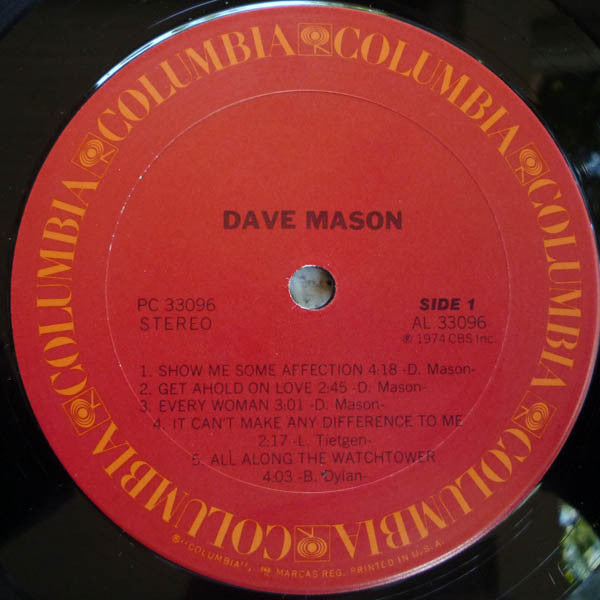 COLUMBIA COLUMBIA COLUMBIA COLUMBIA COLUMBIA COLUMBIA COLUMBIA COLUMBIA
DAVE MASON
PC 33096
STEREO
SIDE 1
AL 33096
℗ 1974 CBS Inc.
1. SHOW ME SOME AFFECTION 4:18 -D. Mason-
2. GET AHOLD ON LOVE 2:45 -D. Mason-
3. EVERY WOMAN 3:01 -D. Mason-
4. IT CAN'T MAKE ANY DIFFERENCE TO ME
2:17 -L. Tietgen-
5. ALL ALONG THE WATCHTOWER
4:03 -B. Dylan-
®"COLUMBIA", MARCAS REG. PRINTED IN U.S.A.